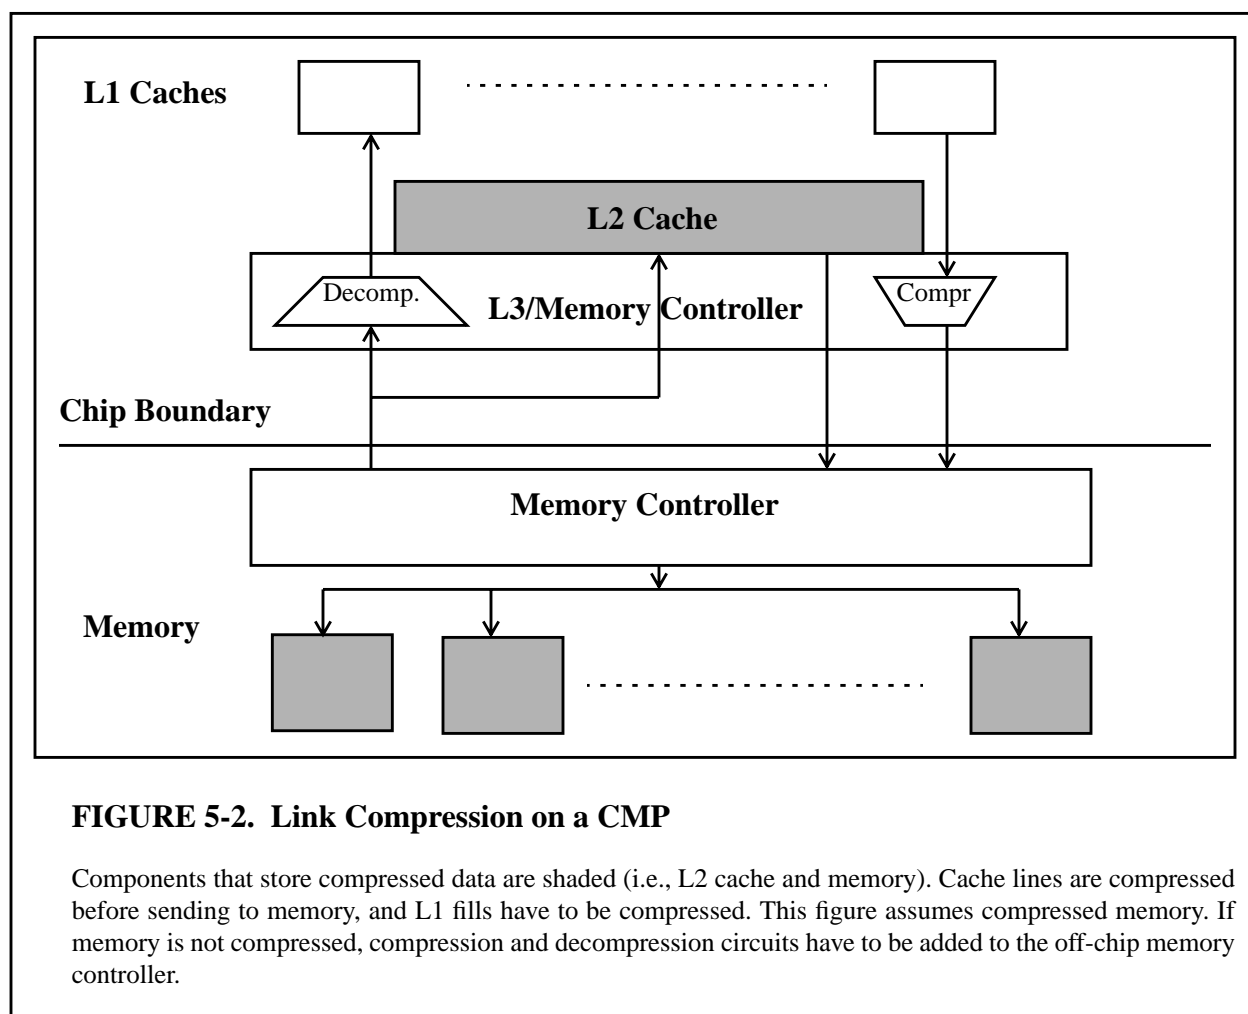 L1 Caches
L2 Cache
Decomp.
L3/Memory Controller
Compr
Chip Boundary
Memory Controller
Memory
FIGURE 5-2. Link Compression on a CMP
Components that store compressed data are shaded (i.e., L2 cache and memory). Cache lines are compressed
before sending to memory, and L1 fills have to be compressed. This figure assumes compressed memory. If
memory is not compressed, compression and decompression circuits have to be added to the off-chip memory
controller.